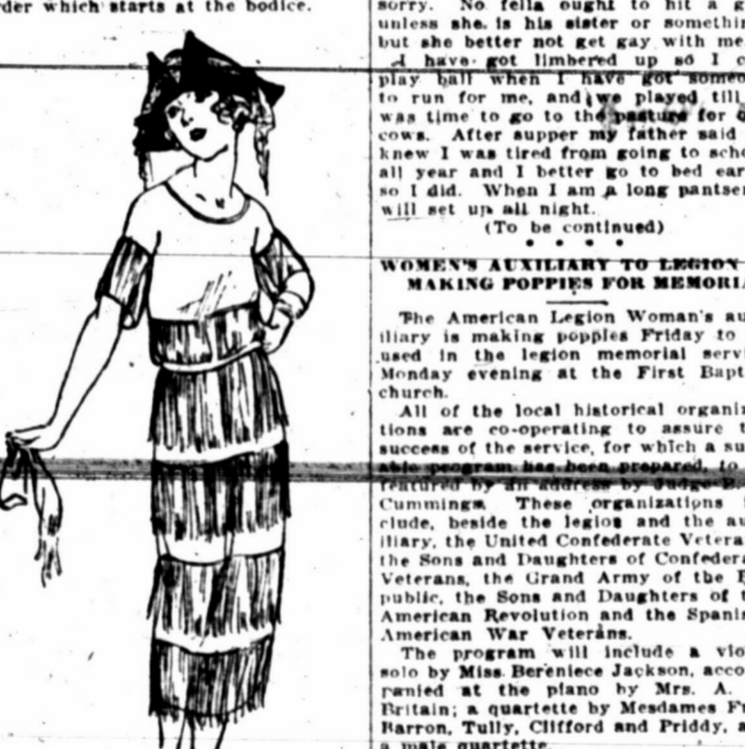 rder which starts at the bodice.
sorry. No fella ought to hit a g
unless she is his sister or somethin
but she better not get gay with me
I have got limbered up so I c
play ball when I have got someo
to run for me, and we played till
was time to go to the pasture for
cows. After supper my father said
knew I was tired from going to scho
all year and I better go to bed ear
so I did. When I am a long pantser
will set up all night.
(To be continued)
WOMEN'S AUXILIARY TO LEGION
MAKING POPPIES FOR MEMORIA
The American Legion Woman's au
iliary is making popples Friday to
used in the legion memorial servi
Monday evening at the First Bapt
church.
All of the local historical organiz
tions are co-operating to assure t
success of the service, for which a su
able program has been prepared, to
featured by an address by Judge
Cummings. These organizations
clude, beside the legion and the au
iliary, the United Confederate Vetera
the Sons and Daughters of Confedera
Veterans, the Grand Army of the R
public, the Sons and Daughters of t
American Revolution and the Spanis
American War Veterans.
The program will include a vio
solo by Miss Bereniece Jackson, acco
panied at the piano by Mrs. A.
Britain; a quartette by Mesdames Fr
Barron, Tully, Clifford and Priddy, a
a male quartette